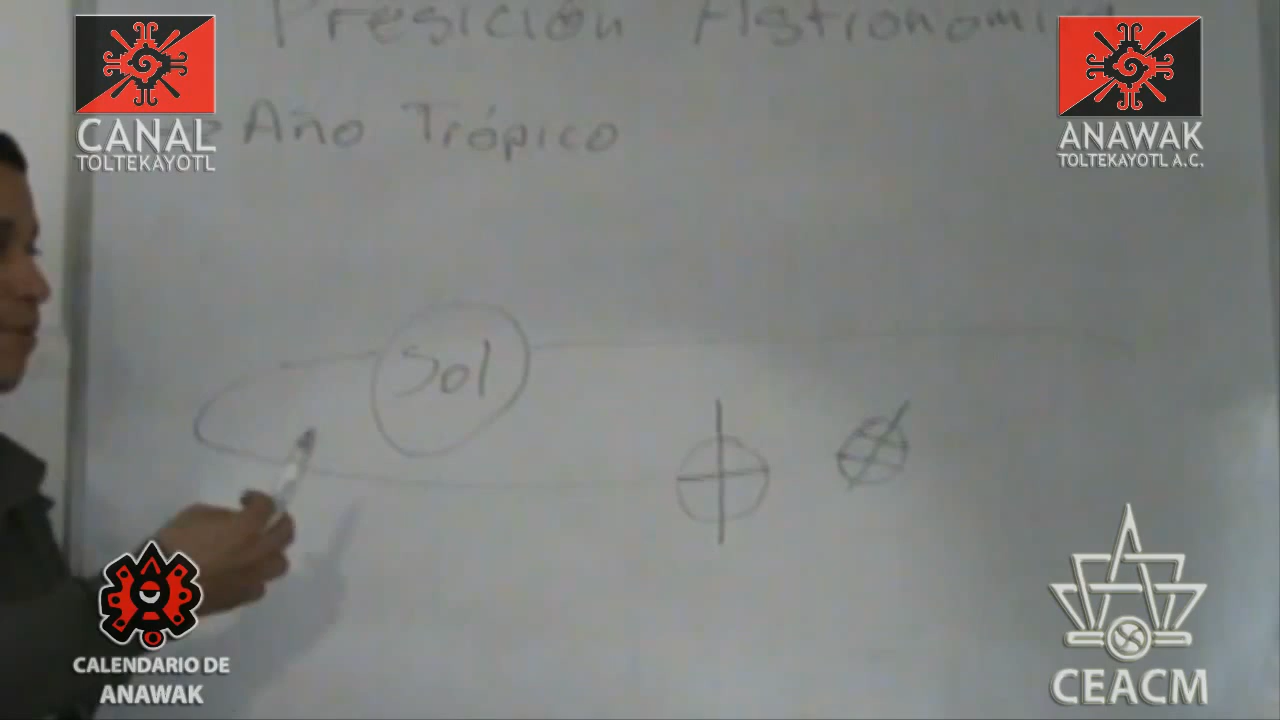 Presición Astronomica
CANAL
TOLTEKAYOTL
ANAWAK
TOLTEKAYOTL A.C.
Año Trópico
Sol
CALENDARIO DE
ANAWAK
CEACM